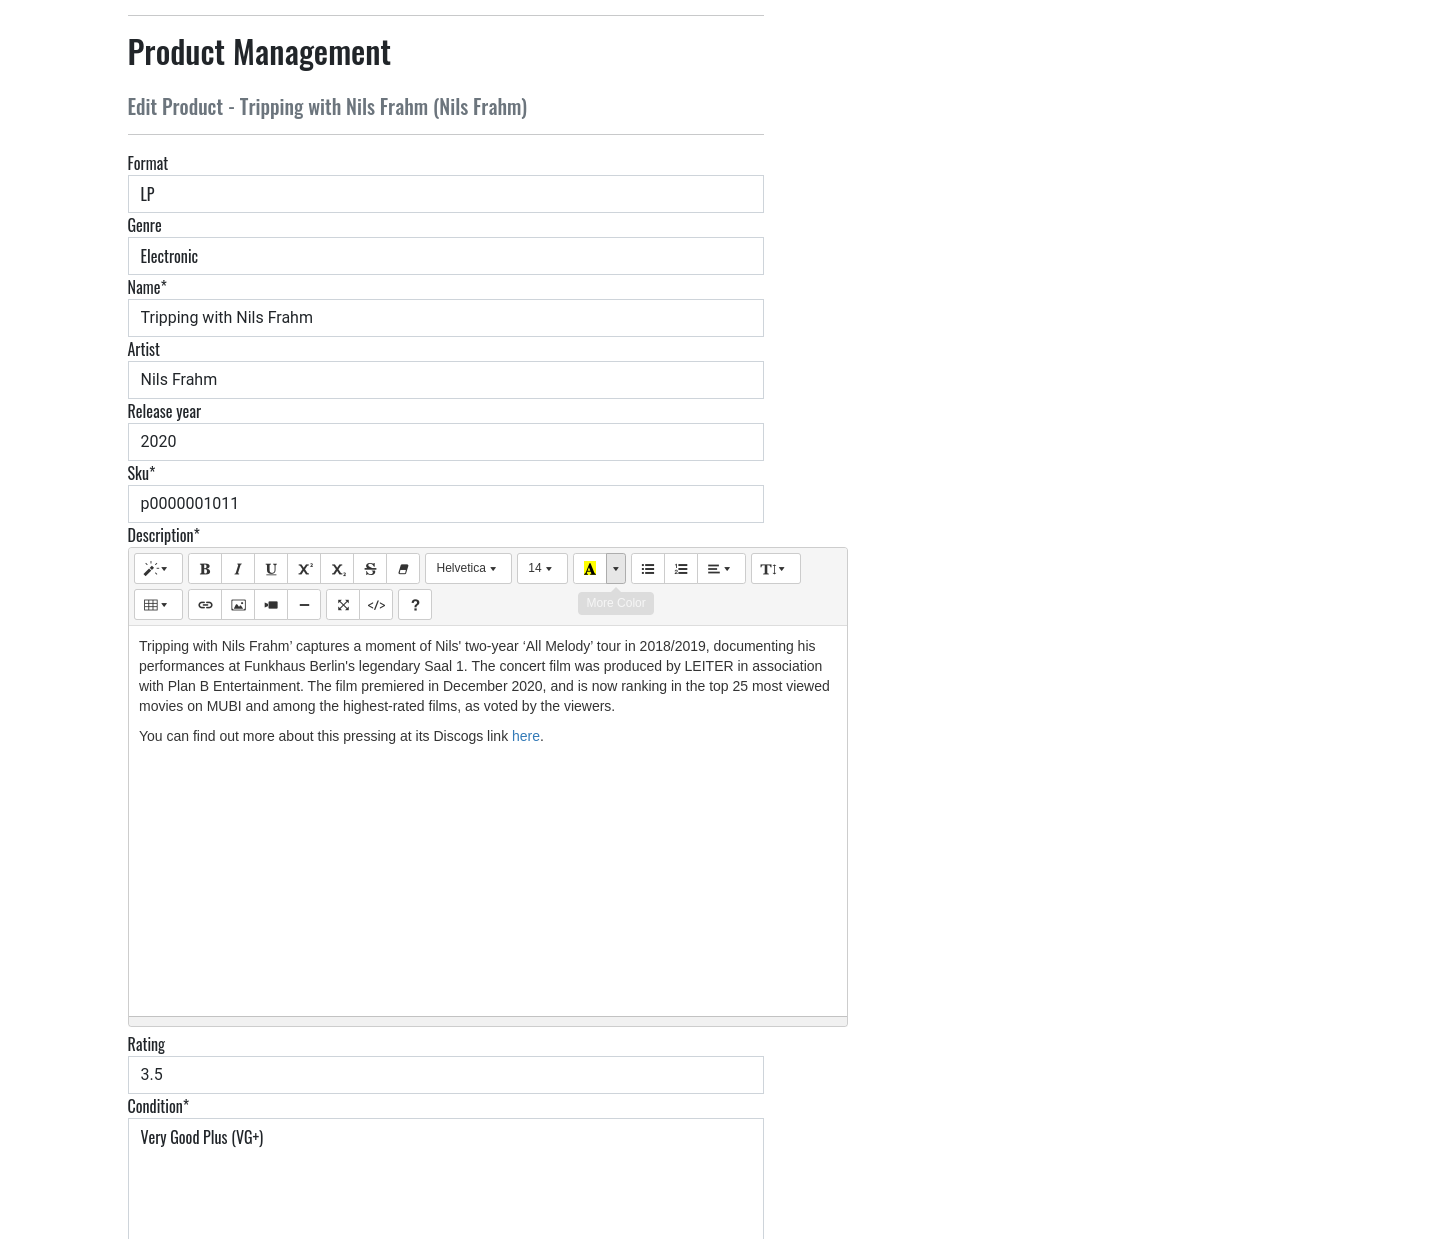 Product Management
Edit Product - Tripping with Nils Frahm (Nils Frahm)
Format
LP
Genre
Electronic
Name*
Tripping with Nils Frahm
Artist
Nils Frahm
Release year
2020
Sku*
p0000001011
Description*
B I U X² X₂ S Helvetica 14 A T
</> ? More Color
Tripping with Nils Frahm’ captures a moment of Nils' two-year ‘All Melody’ tour in 2018/2019, documenting his
performances at Funkhaus Berlin's legendary Saal 1. The concert film was produced by LEITER in association
with Plan B Entertainment. The film premiered in December 2020, and is now ranking in the top 25 most viewed
movies on MUBI and among the highest-rated films, as voted by the viewers.
You can find out more about this pressing at its Discogs link here.
Rating
3.5
Condition*
Very Good Plus (VG+)